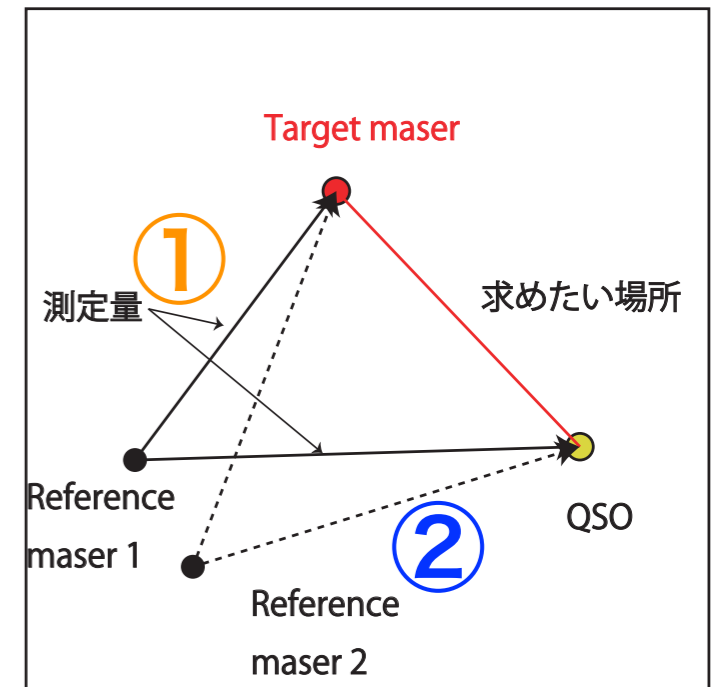 Target maser
①
測定量
求めたい場所
Reference
maser 1
QSO
②
Reference
maser 2